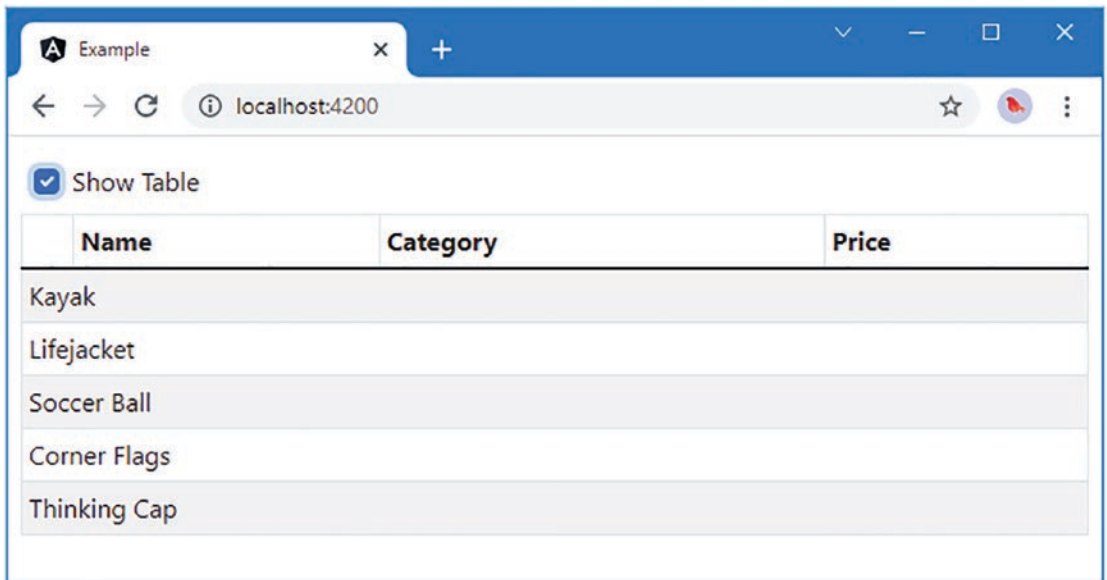 Example
localhost:4200
Show Table
Name Category Price
Kayak
Lifejacket
Soccer Ball
Corner Flags
Thinking Cap